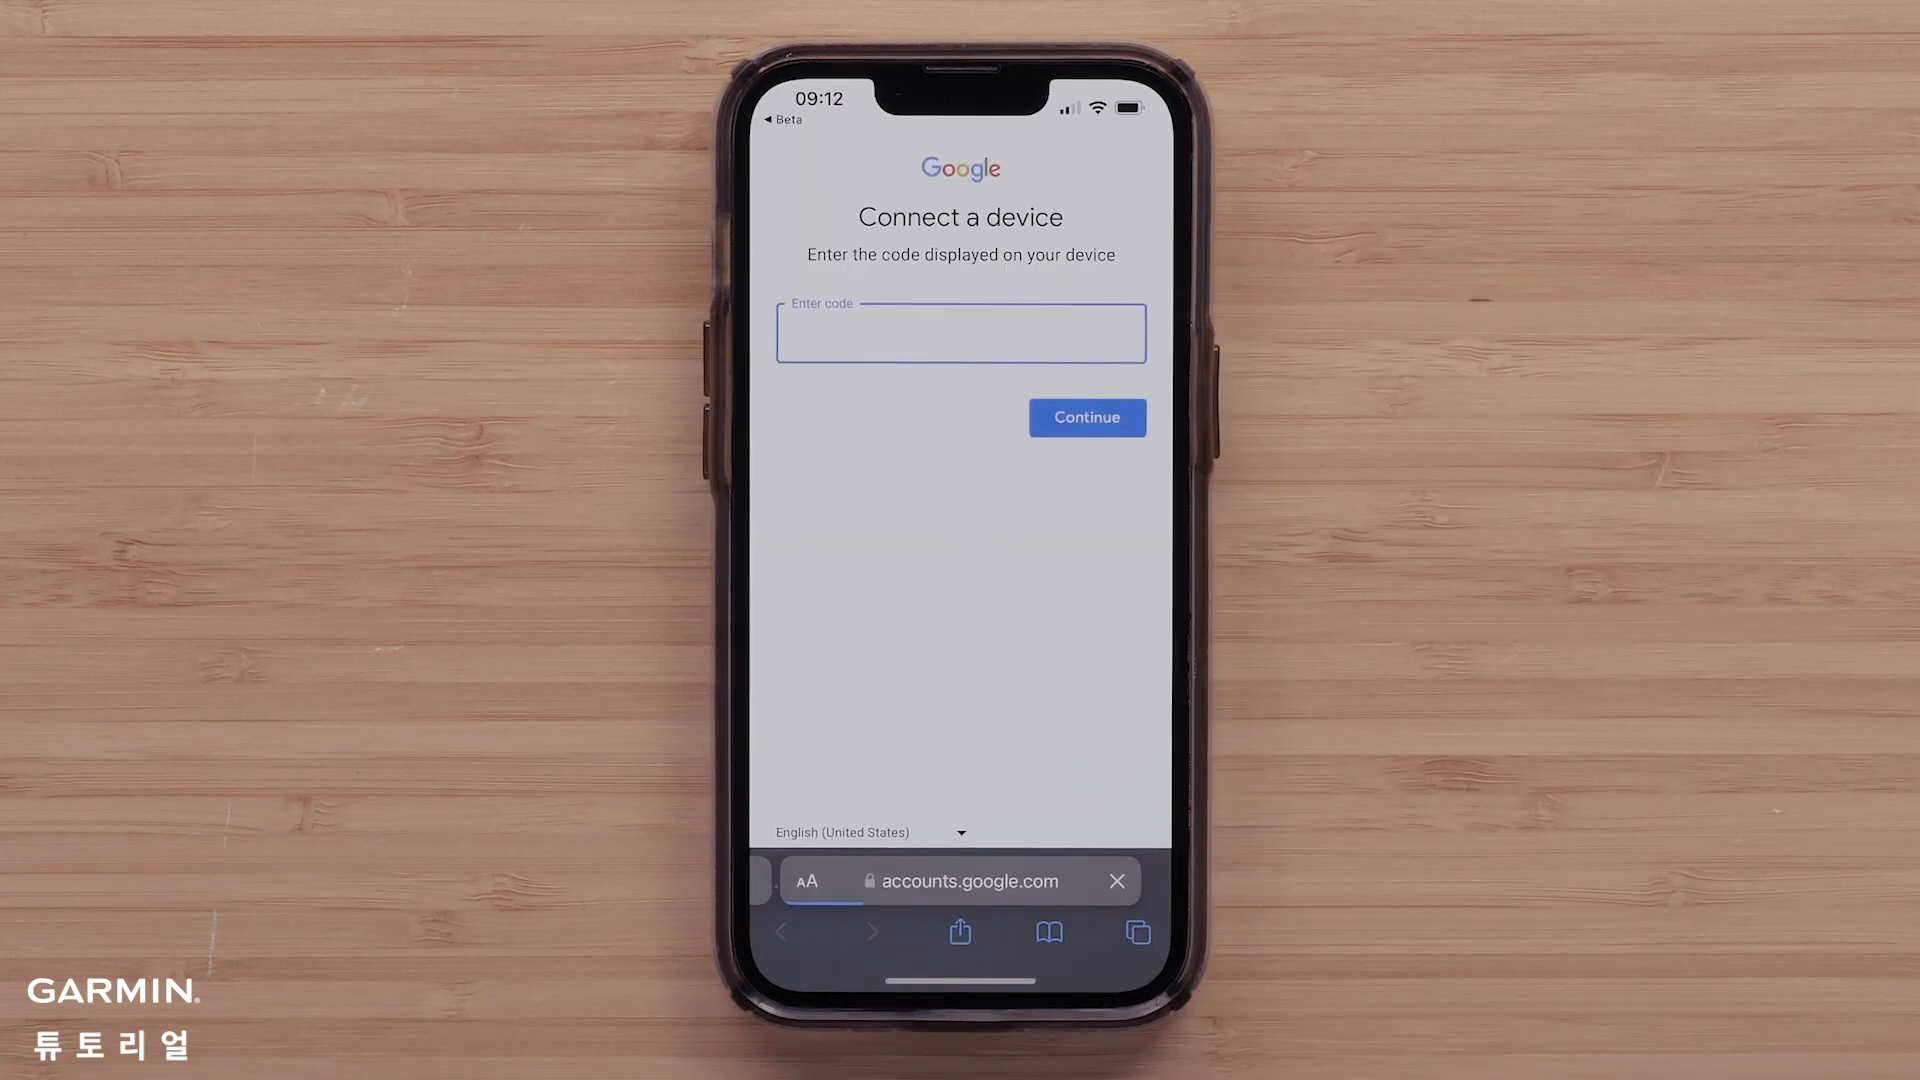 09:12
◀ Beta
Google
Connect a device
Enter the code displayed on your device
Enter code
Continue
English (United States)
AA
accounts.google.com
GARMIN®
튜토리얼